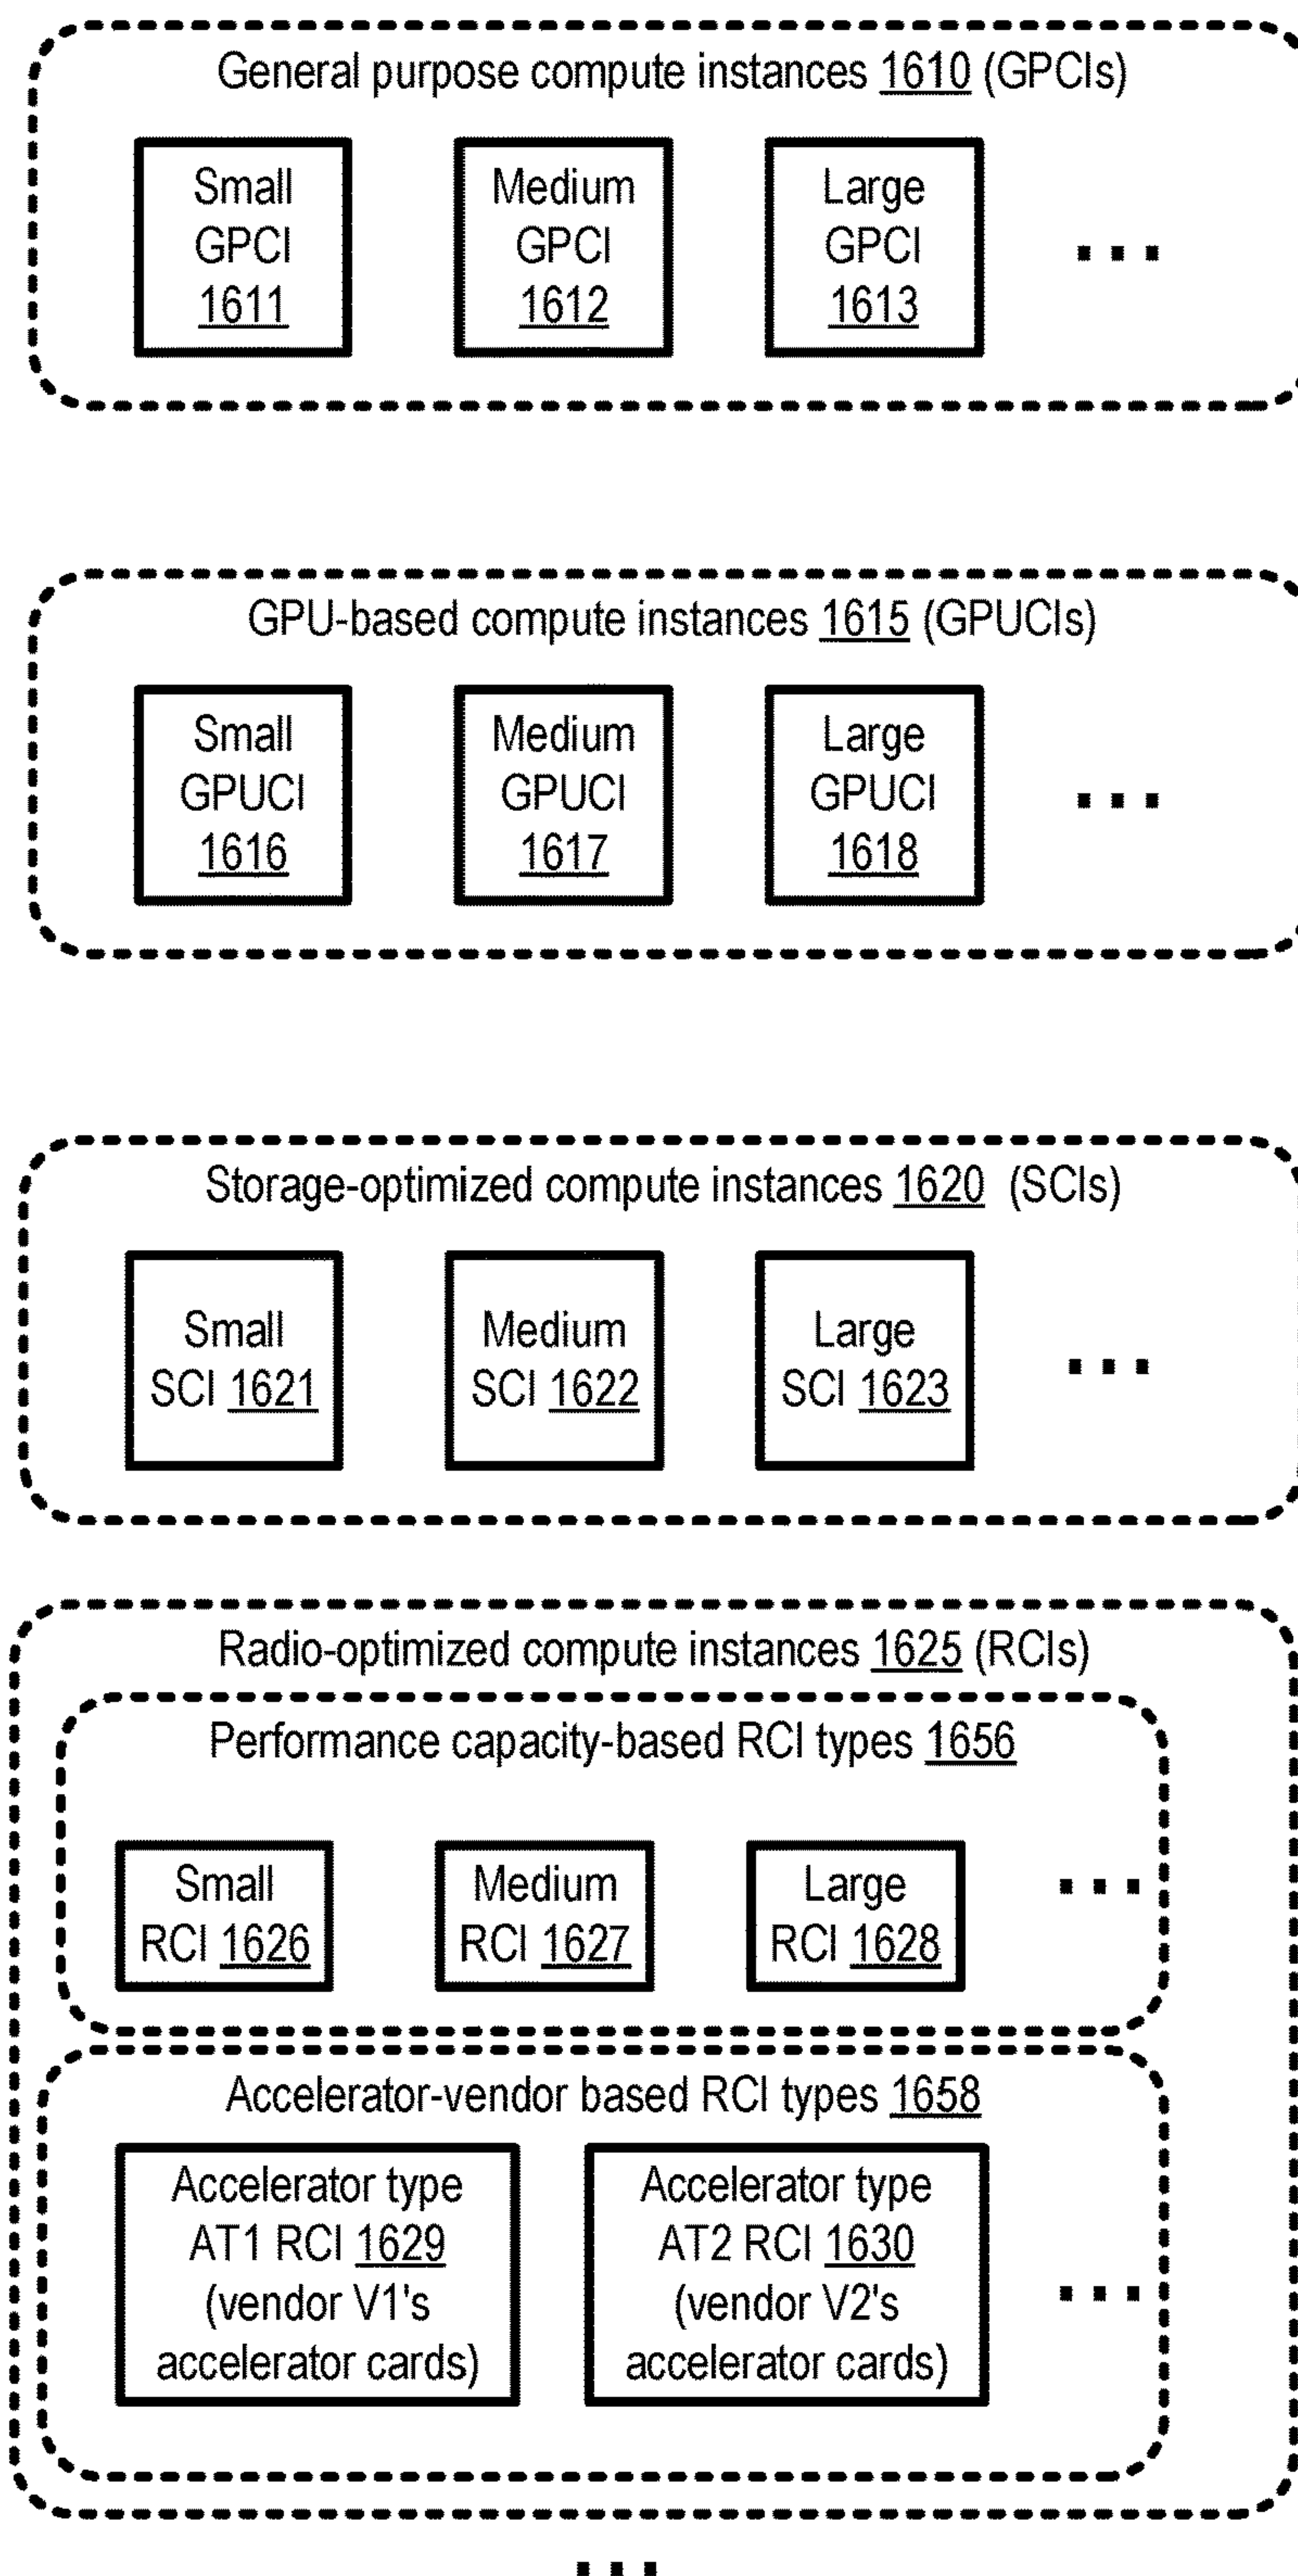 General purpose compute instances 1610 (GPCIs)
Small Medium Large
GPCI GPCI GPCI
1611 1612 1613
...
GPU-based compute instances 1615 (GPUCIs)
Small Medium Large
GPUCI GPUCI GPUCI
1616 1617 1618
...
Storage-optimized compute instances 1620 (SCIs)
Small Medium Large
SCI 1621 SCI 1622 SCI 1623
...
Radio-optimized compute instances 1625 (RCIs)
Performance capacity-based RCI types 1656
Small Medium Large
RCI 1626 RCI 1627 RCI 1628
...
Accelerator-vendor based RCI types 1658
Accelerator type Accelerator type
AT1 RCI 1629 AT2 RCI 1630
(vendor V1's (vendor V2's
accelerator cards) accelerator cards)
...
...